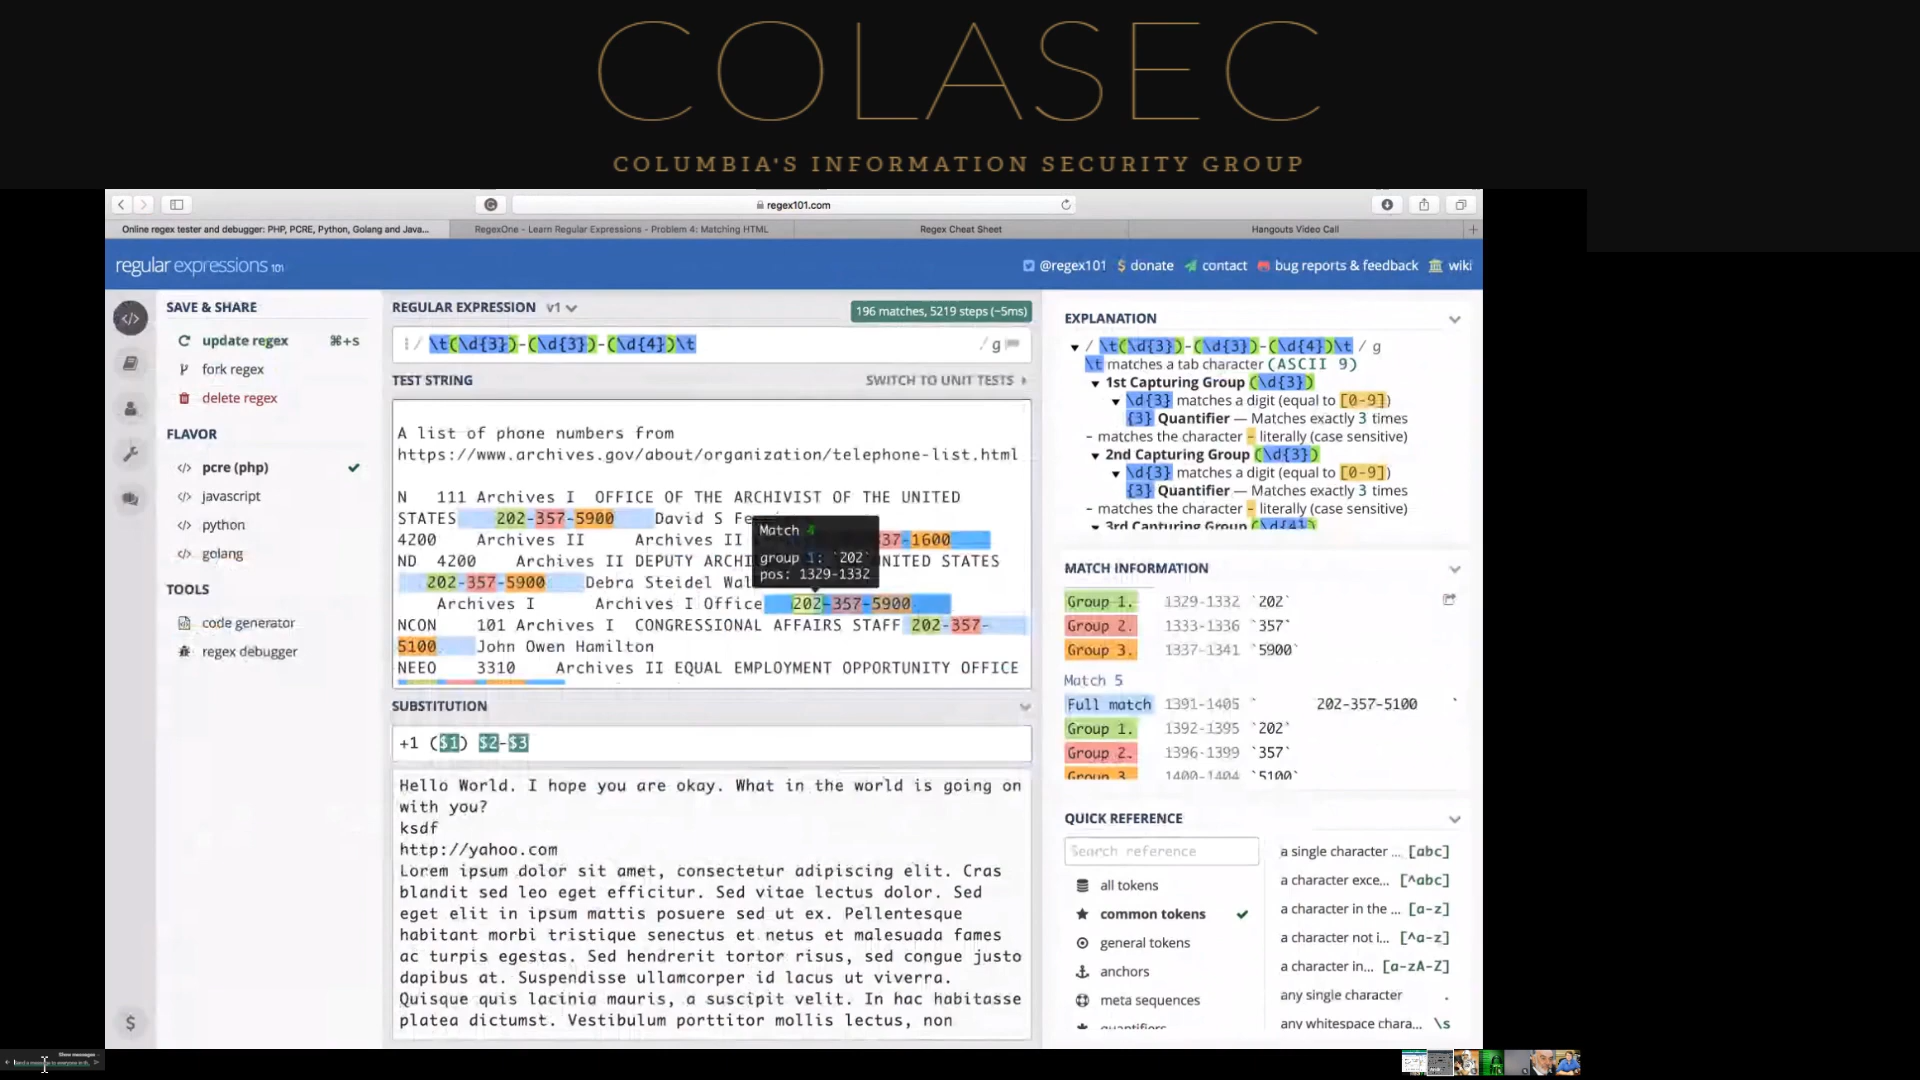 COLASEC
COLUMBIA'S INFORMATION SECURITY GROUP
regex101.com
Online regex tester and debugger: PHP, PCRE, Python, Golang and Java...
RegexOne - Learn Regular Expressions - Problem 4: Matching HTML
Regex Cheat Sheet
Hangouts Video Call
regular expressions 101
@regex101 $ donate contact bug reports & feedback wiki
SAVE & SHARE
update regex ⌘+s
fork regex
delete regex
FLAVOR
</> pcre (php)
</> javascript
</> python
</> golang
TOOLS
code generator
regex debugger
$
REGULAR EXPRESSION v1
196 matches, 5219 steps (~5ms)
/ \t(\d{3})-(\d{3})-(\d{4})\t / g
TEST STRING
SWITCH TO UNIT TESTS
A list of phone numbers from
https://www.archives.gov/about/organization/telephone-list.html
N 111 Archives I OFFICE OF THE ARCHIVIST OF THE UNITED
STATES 202-357-5900 David S
4200 Archives II Archives II 37-1600
ND 4200 Archives II DEPUTY UNITED STATES
202-357-5900 Debra Steidel
Archives I Archives I Office 202-357-5900
NCON 101 Archives I CONGRESSIONAL AFFAIRS STAFF 202-357-
5100 John Owen Hamilton
NEEO 3310 Archives II EQUAL EMPLOYMENT OPPORTUNITY OFFICE
Match 4
group 1: `202`
pos: 1329-1332
SUBSTITUTION
+1 ($1) $2-$3
Hello World. I hope you are okay. What in the world is going on
with you?
ksdf
http://yahoo.com
Lorem ipsum dolor sit amet, consectetur adipiscing elit. Cras
blandit sed leo eget efficitur. Sed vitae lectus dolor. Sed
eget elit in ipsum mattis posuere sed ut ex. Pellentesque
habitant morbi tristique senectus et netus et malesuada fames
ac turpis egestas. Sed hendrerit tortor risus, sed congue justo
dapibus at. Suspendisse ullamcorper id lacus ut viverra.
Quisque quis lacinia mauris, a suscipit velit. In hac habitasse
platea dictumst. Vestibulum porttitor mollis lectus, non
EXPLANATION
/ \t(\d{3})-(\d{3})-(\d{4})\t / g
\t matches a tab character (ASCII 9)
1st Capturing Group (\d{3})
\d{3} matches a digit (equal to [0-9])
{3} Quantifier — Matches exactly 3 times
- matches the character - literally (case sensitive)
2nd Capturing Group (\d{3})
\d{3} matches a digit (equal to [0-9])
{3} Quantifier — Matches exactly 3 times
- matches the character - literally (case sensitive)
3rd Capturing Group (\d{4})
MATCH INFORMATION
Group 1. 1329-1332 `202`
Group 2. 1333-1336 `357`
Group 3. 1337-1341 `5900`
Match 5
Full match 1391-1405 ` 202-357-5100 `
Group 1. 1392-1395 `202`
Group 2. 1396-1399 `357`
Group 3. 1400-1404 `5100`
QUICK REFERENCE
Search reference
all tokens
common tokens
general tokens
anchors
meta sequences
quantifiers
a single character ... [abc]
a character exce... [^abc]
a character in the ... [a-z]
a character not i... [^a-z]
a character in... [a-zA-Z]
any single character .
any whitespace chara... \s